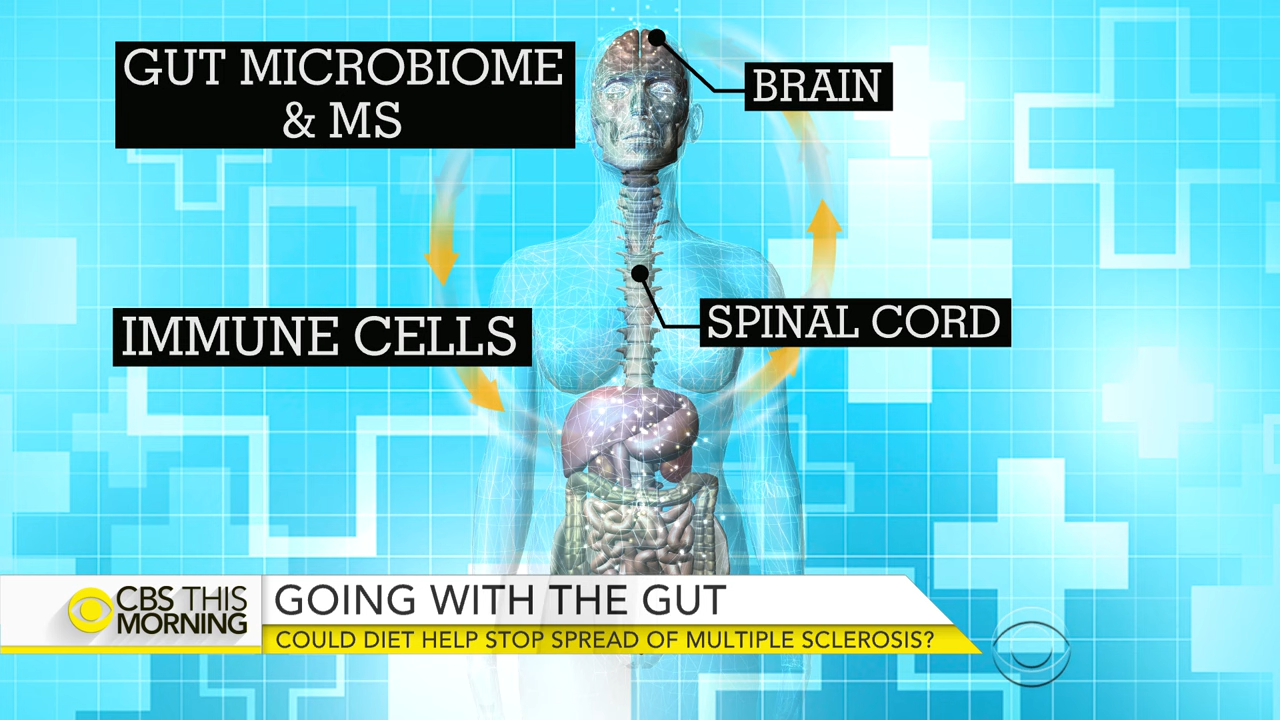 GUT MICROBIOME
& MS
BRAIN
IMMUNE CELLS
SPINAL CORD
CBS THIS
MORNING
GOING WITH THE GUT
COULD DIET HELP STOP SPREAD OF MULTIPLE SCLEROSIS?